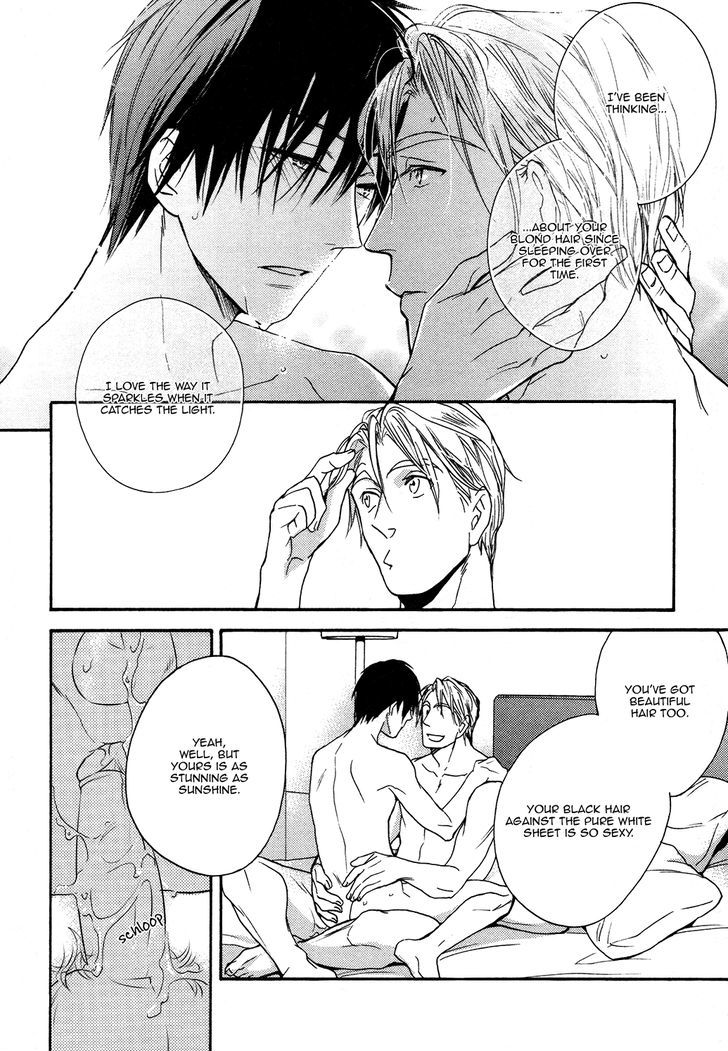 I'VE BEEN
THINKING...
...ABOUT YOUR
BLOND HAIR SINCE
SLEEPING OVER
FOR THE FIRST
TIME.
I LOVE THE WAY IT
SPARKLES WHEN IT
CATCHES THE LIGHT.
YOU'VE GOT
BEAUTIFUL
HAIR TOO.
YOUR BLACK HAIR
AGAINST THE PURE WHITE
SHEET IS SO SEXY.
YEAH,
WELL, BUT
YOURS IS AS
STUNNING AS
SUNSHINE.
schloop